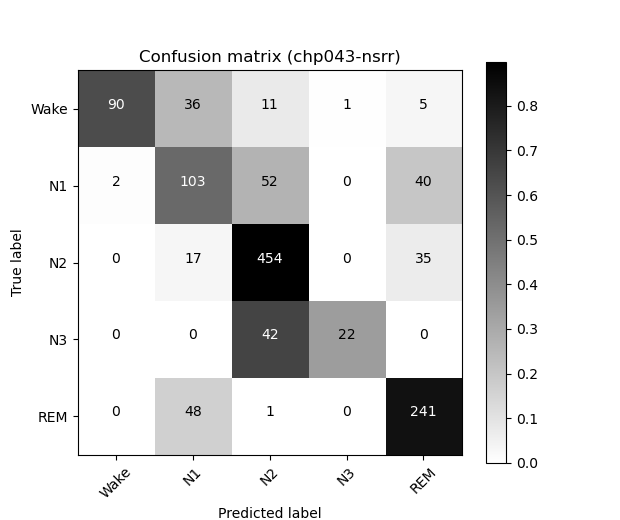 Confusion matrix (chp043-nsrr)
True label
Wake 90 36 11 1 5
N1 2 103 52 0 40
N2 0 17 454 0 35
N3 0 0 42 22 0
REM 0 48 1 0 241
Wake N1 N2 N3 REM
Predicted label
0.8
0.7
0.6
0.5
0.4
0.3
0.2
0.1
0.0